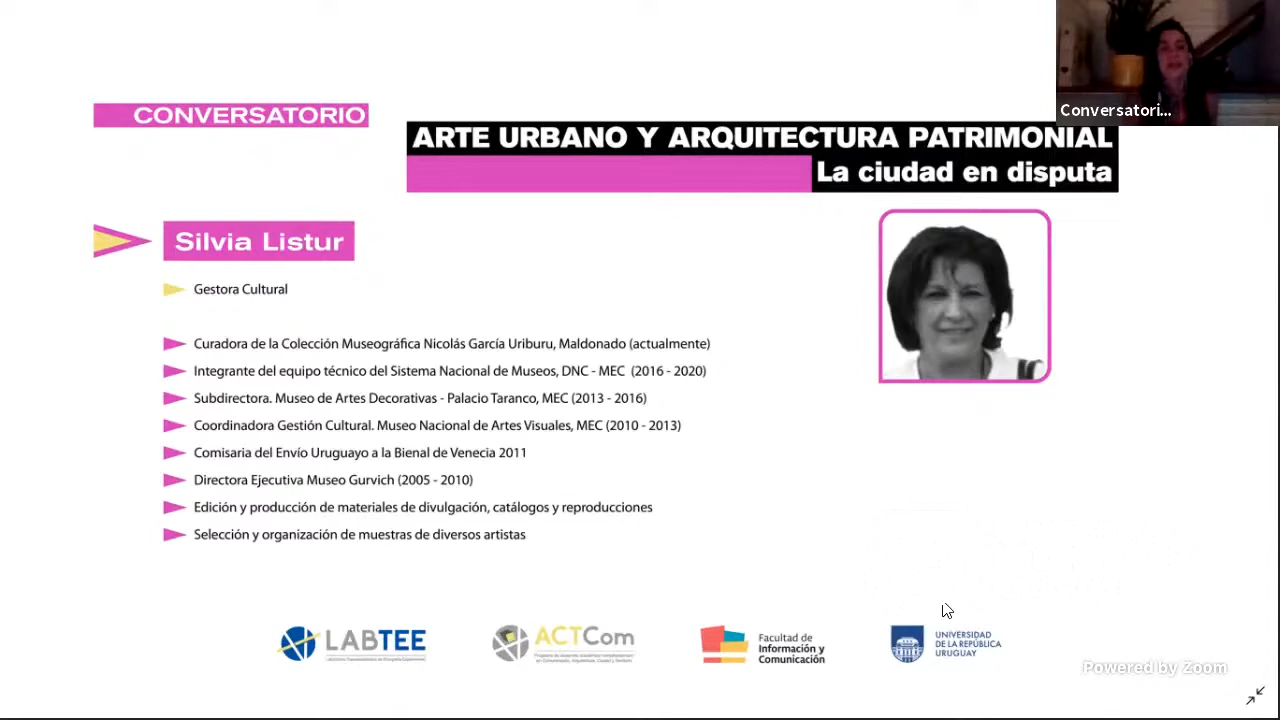 Conversatori...
CONVERSATORIO
ARTE URBANO Y ARQUITECTURA PATRIMONIAL
La ciudad en disputa
Silvia Listur
Gestora Cultural
Curadora de la Colección Museográfica Nicolás García Uriburu, Maldonado (actualmente)
Integrante del equipo técnico del Sistema Nacional de Museos, DNC - MEC (2016 - 2020)
Subdirectora. Museo de Artes Decorativas - Palacio Taranco, MEC (2013 - 2016)
Coordinadora Gestión Cultural. Museo Nacional de Artes Visuales, MEC (2010 - 2013)
Comisaria del Envío Uruguayo a la Bienal de Venecia 2011
Directora Ejecutiva Museo Gurvich (2005 - 2010)
Edición y producción de materiales de divulgación, catálogos y reproducciones
Selección y organización de muestras de diversos artistas
LABTEE
ACTCom
Facultad de
Información y
Comunicación
UNIVERSIDAD
DE LA REPÚBLICA
URUGUAY
Powered by Zoom